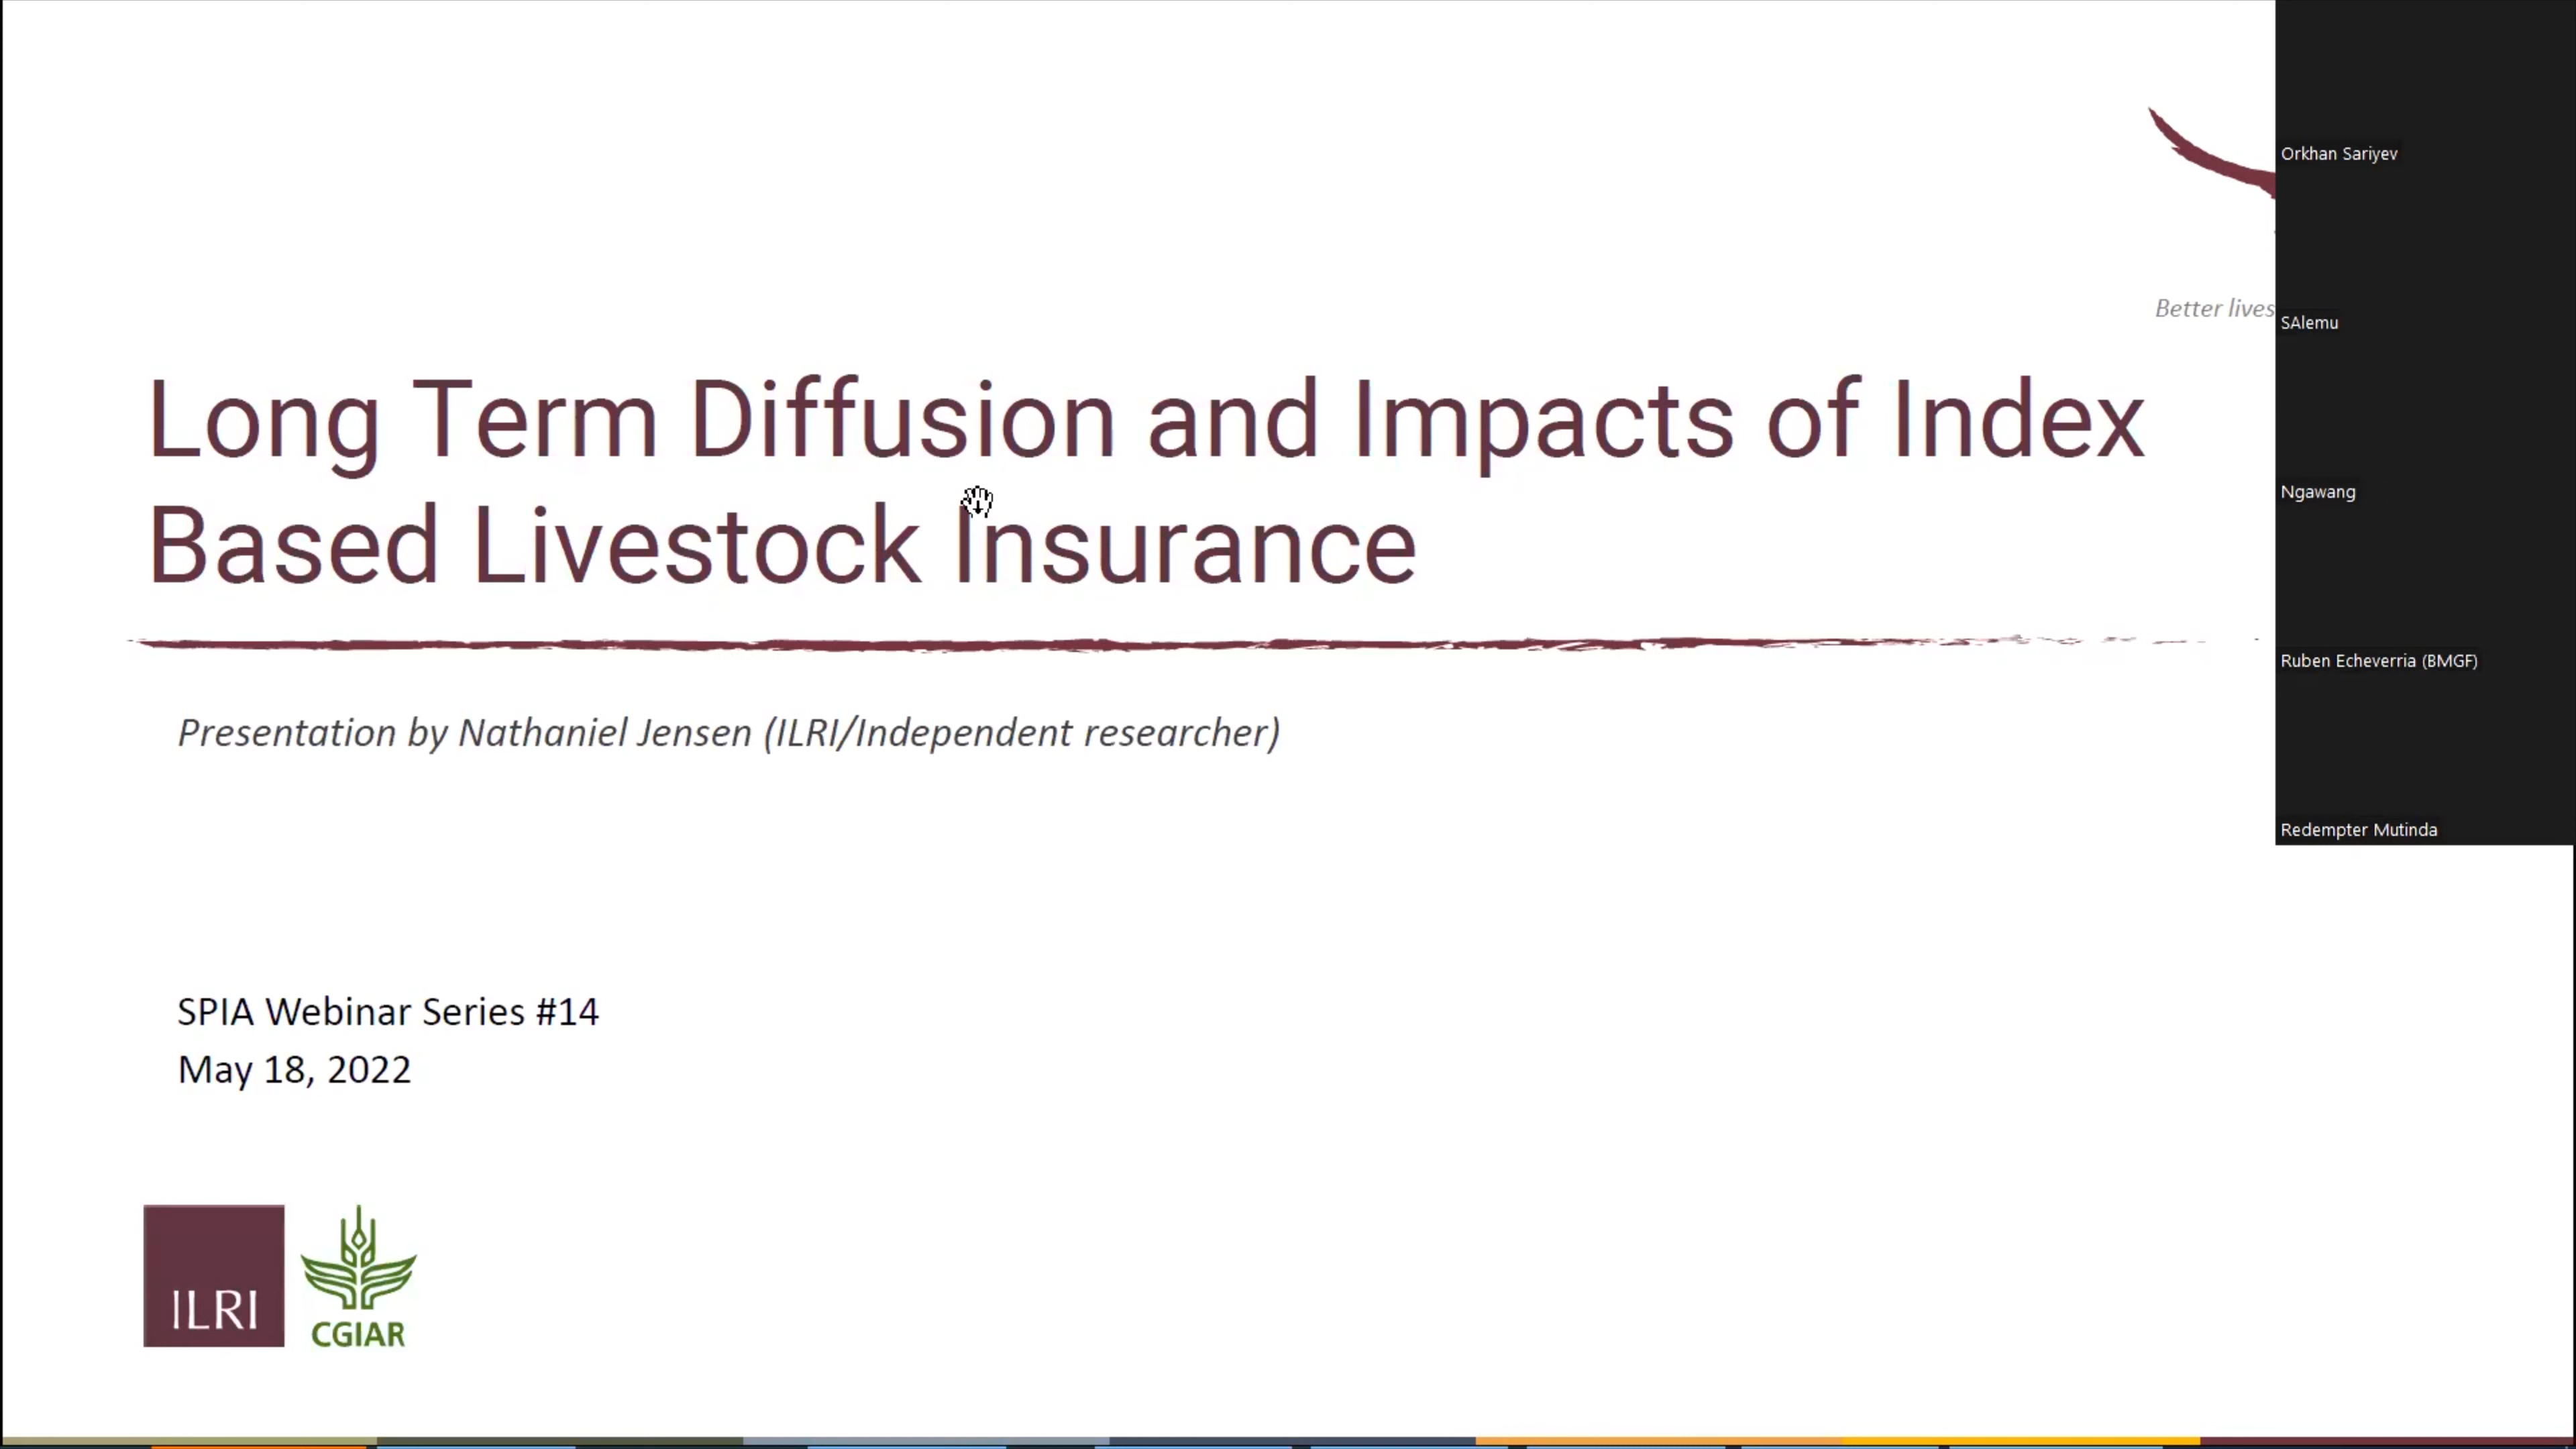 Orkhan Sariyev
Better lives
SAlemu
Long Term Diffusion and Impacts of Index
Based Livestock Insurance
Ngawang
Ruben Echeverria (BMGF)
Presentation by Nathaniel Jensen (ILRI/Independent researcher)
Redempter Mutinda
SPIA Webinar Series #14
May 18, 2022
ILRI
CGIAR